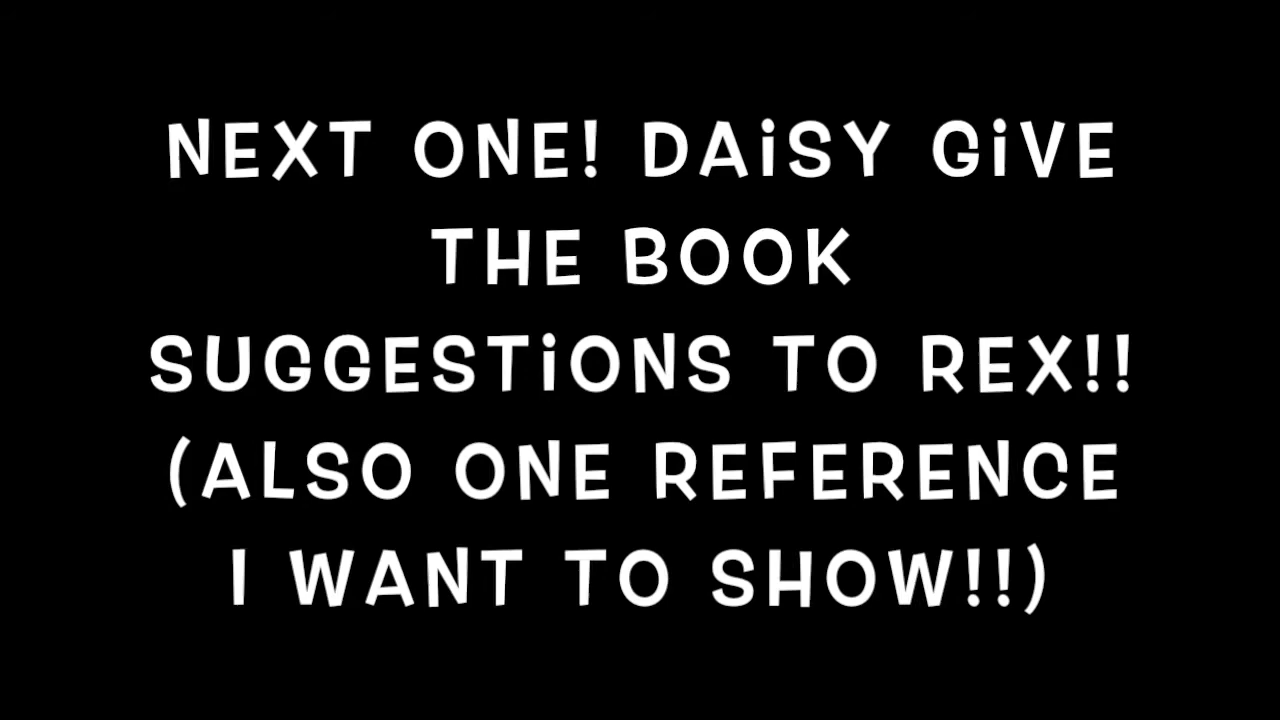 NEXT ONE! DAiSY GiVE
THE BOOK
SUGGESTiONS TO REX!!
(ALSO ONE REFERENCE
I WANT TO SHOW!!)